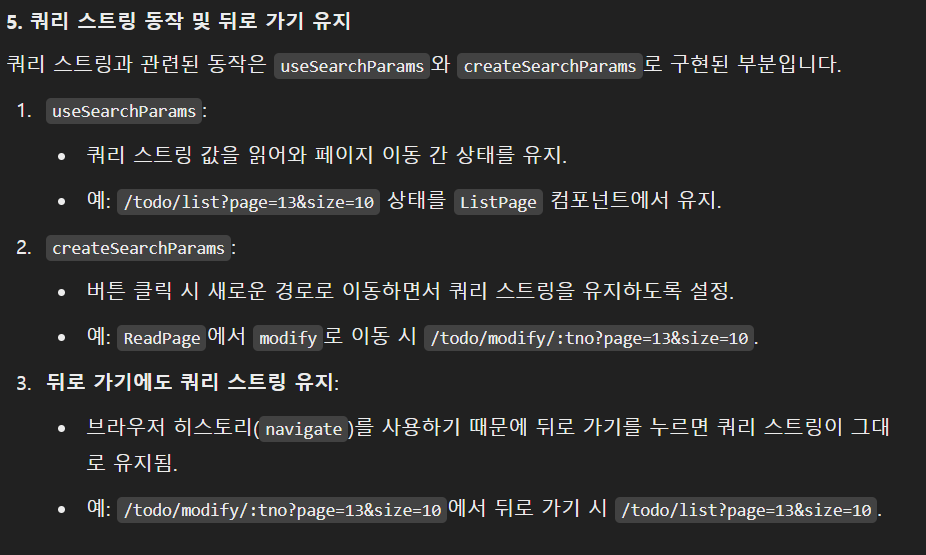 5. 쿼리 스트링 동작 및 뒤로 가기 유지
쿼리 스트링과 관련된 동작은 useSearchParams와 createSearchParams로 구현된 부분입니다.
1. useSearchParams:
• 쿼리 스트링 값을 읽어와 페이지 이동 간 상태를 유지.
• 예: /todo/list?page=13&size=10 상태를 ListPage 컴포넌트에서 유지.
2. createSearchParams:
• 버튼 클릭 시 새로운 경로로 이동하면서 쿼리 스트링을 유지하도록 설정.
• 예: ReadPage에서 modify로 이동 시 /todo/modify/:tno?page=13&size=10.
3. 뒤로 가기에도 쿼리 스트링 유지:
• 브라우저 히스토리(navigate)를 사용하기 때문에 뒤로 가기를 누르면 쿼리 스트링이 그대
로 유지됨.
• 예: /todo/modify/:tno?page=13&size=10에서 뒤로 가기 시 /todo/list?page=13&size=10.